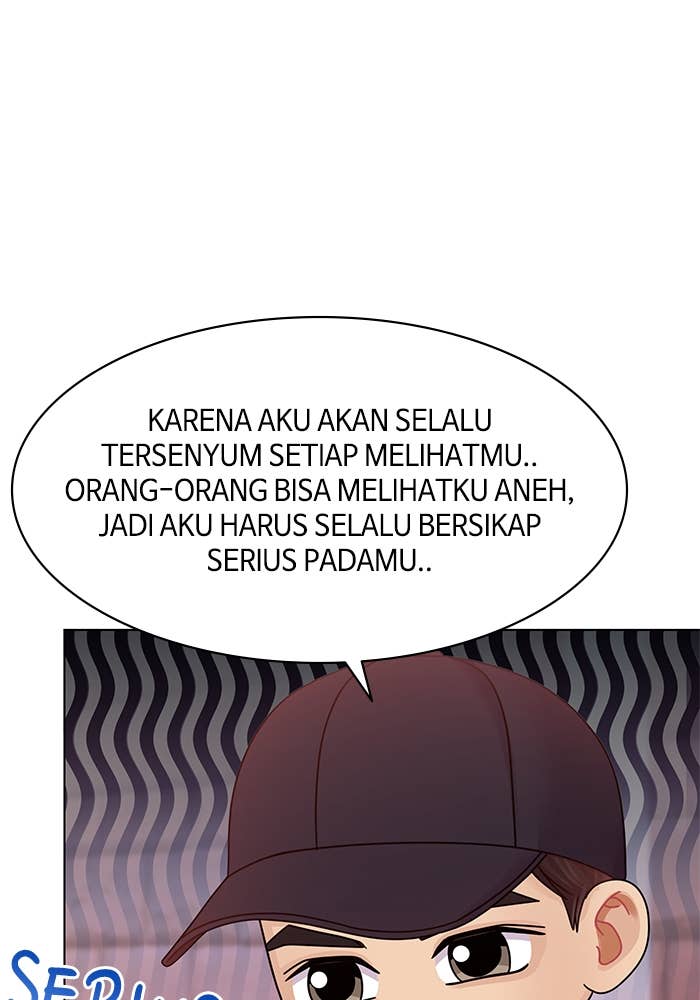 KARENA AKU AKAN SELALU
TERSENYUM SETIAP MELIHATMU..
ORANG-ORANG BISA MELIHATKU ANEH,
JADI AKU HARUS SELALU BERSIKAP
SERIUS PADAMU..